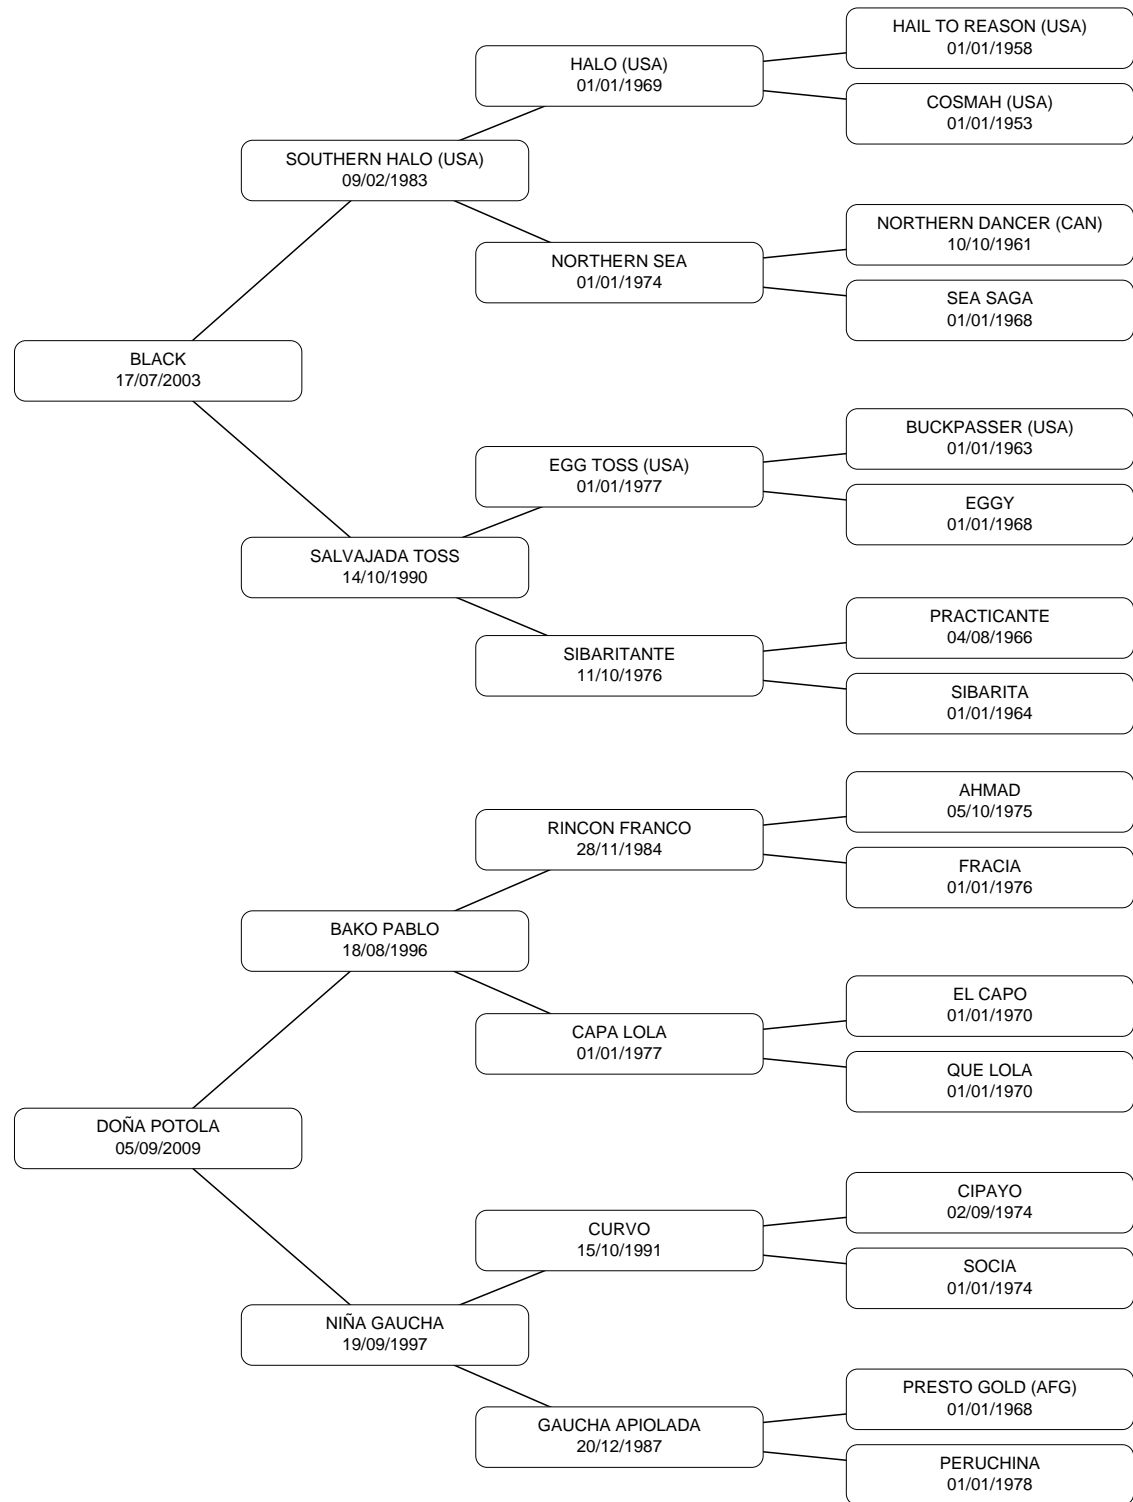 HAIL TO REASON (USA)
01/01/1958
HALO (USA)
01/01/1969
COSMAH (USA)
01/01/1953
SOUTHERN HALO (USA)
09/02/1983
NORTHERN DANCER (CAN)
10/10/1961
NORTHERN SEA
01/01/1974
SEA SAGA
01/01/1968
BLACK
17/07/2003
BUCKPASSER (USA)
01/01/1963
EGG TOSS (USA)
01/01/1977
EGGY
01/01/1968
SALVAJADA TOSS
14/10/1990
PRACTICANTE
04/08/1966
SIBARITANTE
11/10/1976
SIBARITA
01/01/1964
AHMAD
05/10/1975
RINCON FRANCO
28/11/1984
FRACIA
01/01/1976
BAKO PABLO
18/08/1996
EL CAPO
01/01/1970
CAPA LOLA
01/01/1977
QUE LOLA
01/01/1970
DOÑA POTOLA
05/09/2009
CIPAYO
02/09/1974
CURVO
15/10/1991
SOCIA
01/01/1974
NIÑA GAUCHA
19/09/1997
PRESTO GOLD (AFG)
01/01/1968
GAUCHA APIOLADA
20/12/1987
PERUCHINA
01/01/1978